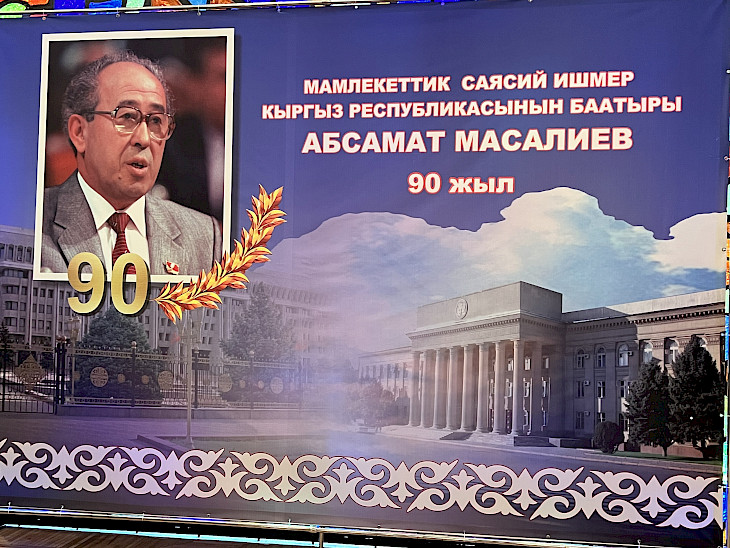 МАМЛЕКЕТТИК САЯСИЙ ИШМЕР
КЫРГЫЗ РЕСПУБЛИКАСЫНЫН БААТЫРЫ
АБСАМАТ МАСАЛИЕВ
90 жыл
90